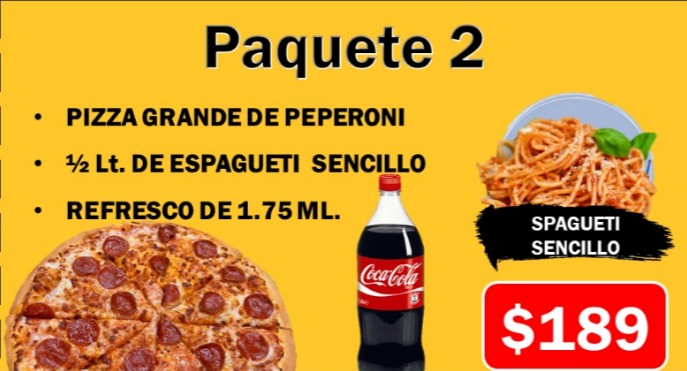 Paquete 2
• PIZZA GRANDE DE PEPERONI
• ½ Lt. DE ESPAGUETI SENCILLO
• REFRESCO DE 1.75 ML.
SPAGUETI
SENCILLO
Coca-Cola
$189